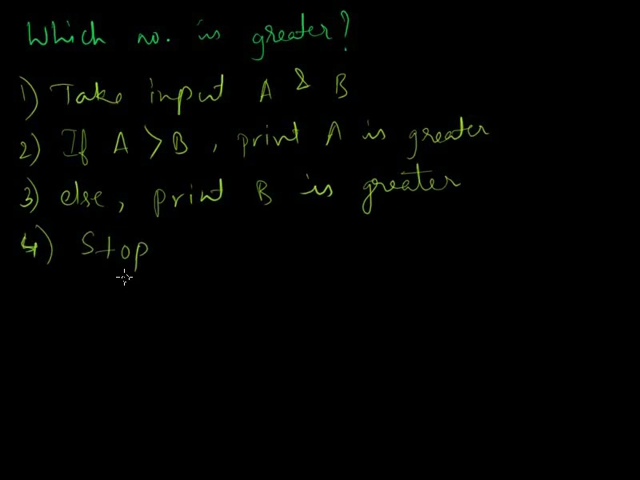 Which no. is greater?
1) Take input A & B
2) If A > B, print A is greater
3) else, print B is greater
4) Stop